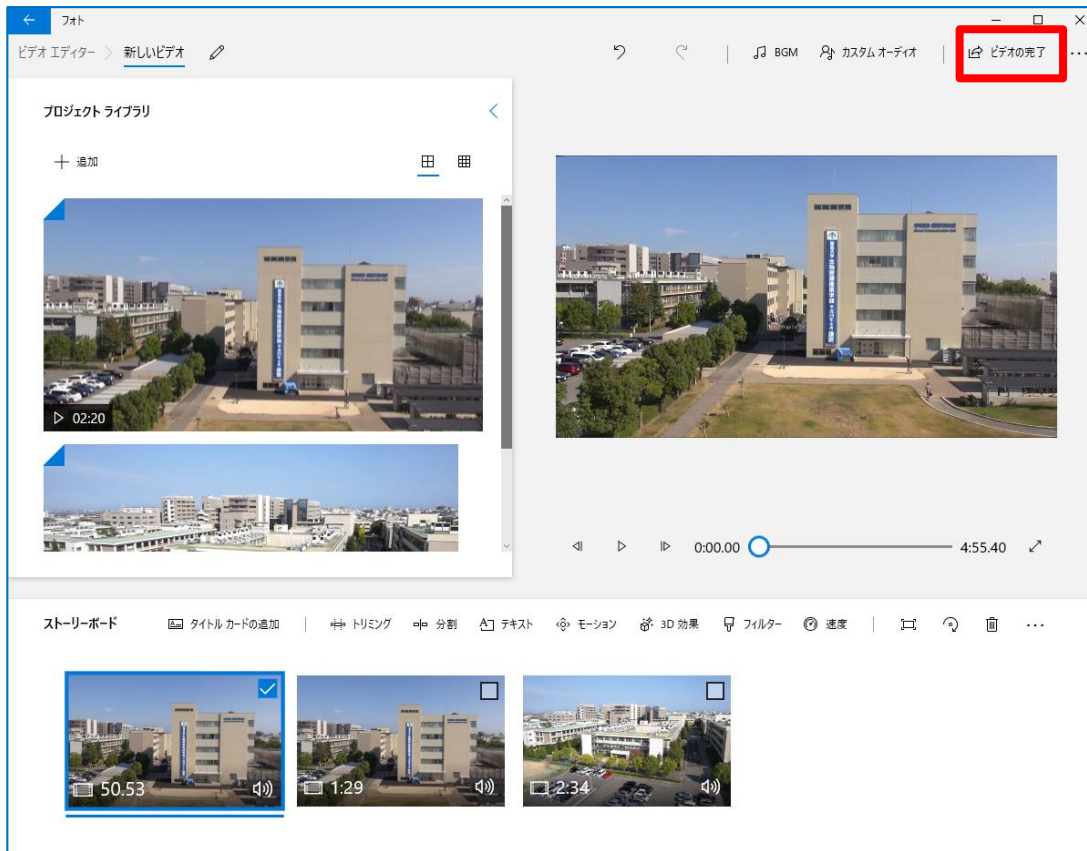 フォト
ビデオ エディター > 新しいビデオ
BGM カスタム オーディオ ビデオの完了 ...
プロジェクト ライブラリ
+ 追加
02:20
0:00.00 4:55.40
ストーリーボード タイトル カードの追加 トリミング 分割 テキスト モーション 3D 効果 フィルター 速度 ...
50.53 1:29 2:34